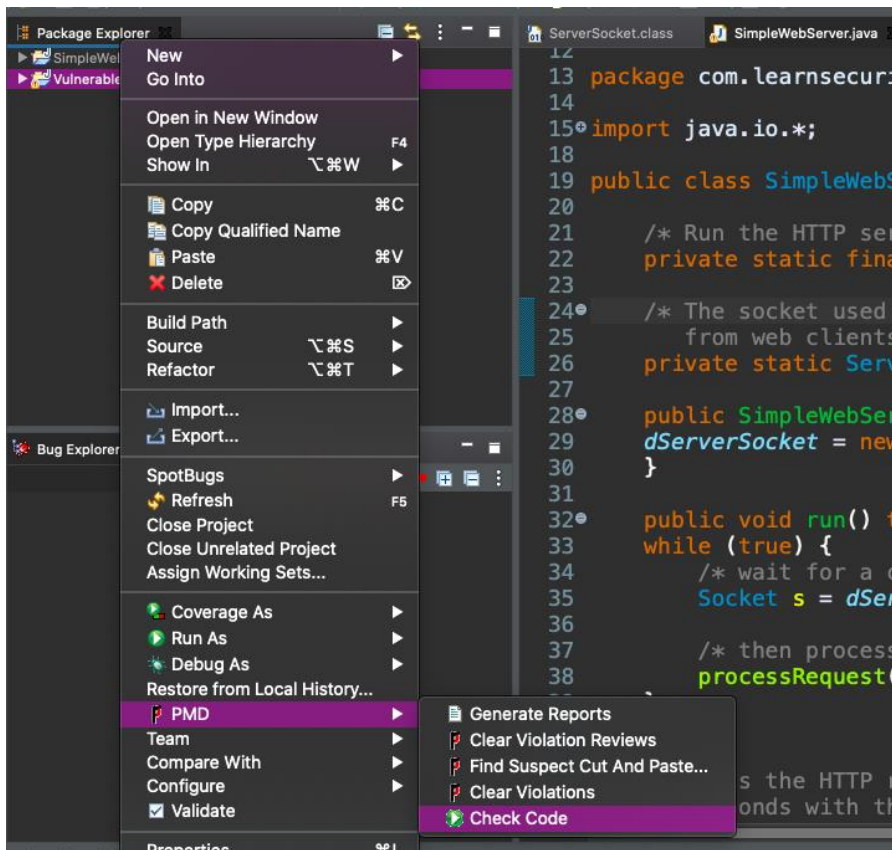 Package Explorer
ServerSocket.class
SimpleWebServer.java
SimpleWel
Vulnerable
New
Go Into
Open in New Window
Open Type Hierarchy F4
Show In ⌥⌘W
Copy ⌘C
Copy Qualified Name
Paste ⌘V
Delete ⌦
Build Path
Source ⌥⌘S
Refactor ⌥⌘T
Import...
Export...
Bug Explorer
SpotBugs
Refresh F5
Close Project
Close Unrelated Project
Assign Working Sets...
Coverage As
Run As
Debug As
Restore from Local History...
PMD
Team
Compare With
Configure
Validate
Properties ⌘I
Generate Reports
Clear Violation Reviews
Find Suspect Cut And Paste...
Clear Violations
Check Code
12
13 package com.learnsecuri
14
15 import java.io.*;
18
19 public class SimpleWebS
20
21 /* Run the HTTP ser
22 private static fina
23
24 /* The socket used
25 from web clients
26 private static Serv
27
28 public SimpleWebSer
29 dServerSocket = new
30 }
31
32 public void run() t
33 while (true) {
34 /* wait for a c
35 Socket s = dSer
36
37 /* then process
38 processRequest(
s the HTTP r
onds with th